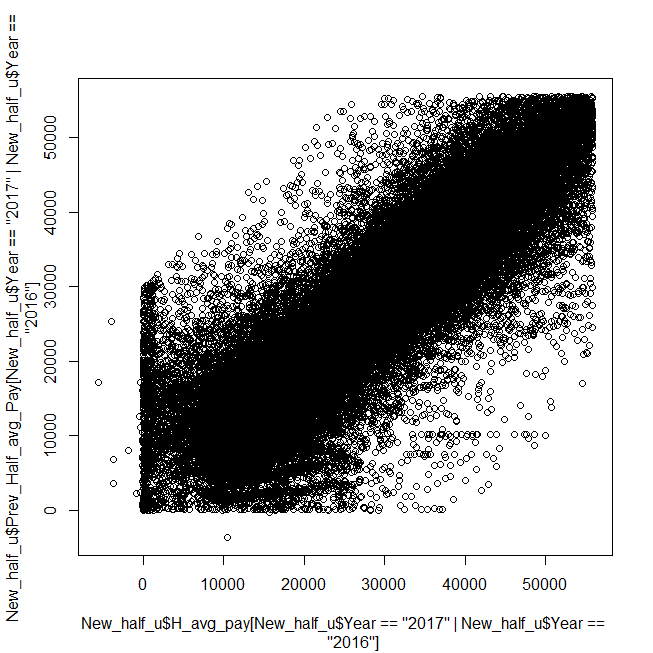 New_half_u$Prev_Half_avg_Pay[New_half_u$Year == "2017" | New_half_u$Year ==
"2016"]
50000
40000
30000
20000
10000
0
0 10000 20000 30000 40000 50000
New_half_u$H_avg_pay[New_half_u$Year == "2017" | New_half_u$Year ==
"2016"]